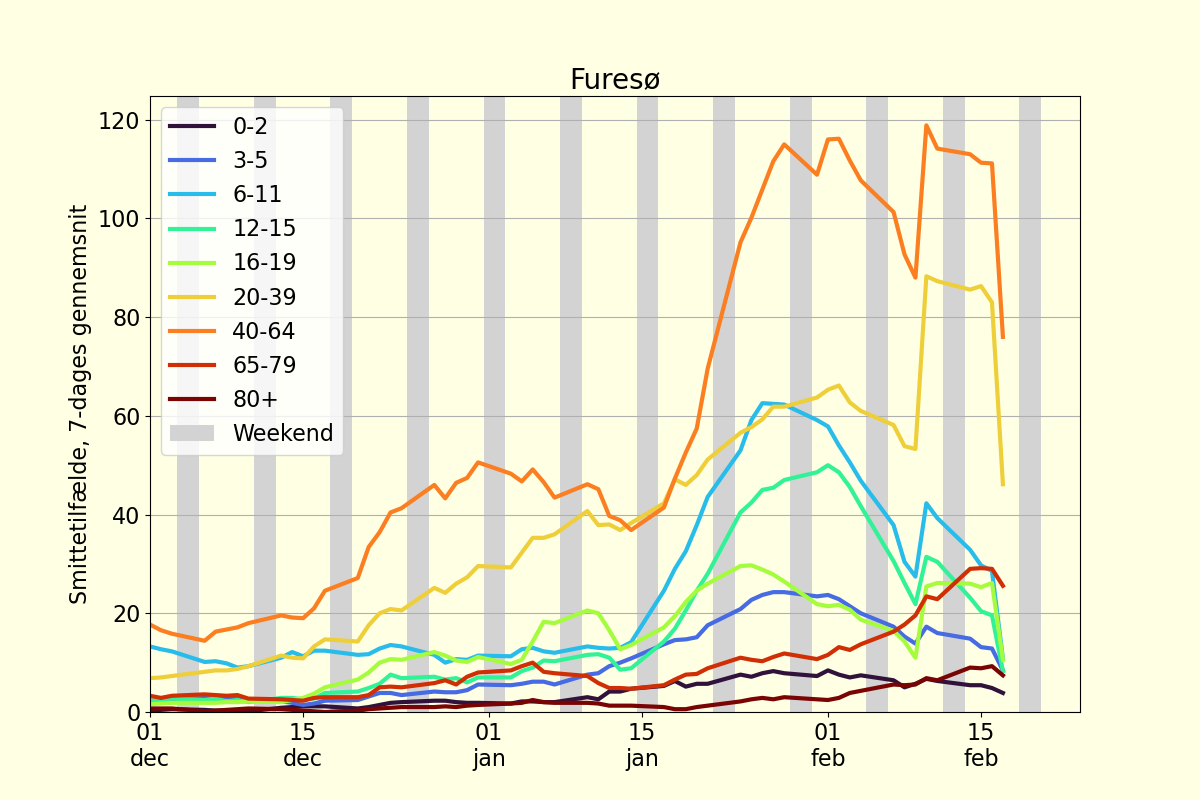 Furesø
Smittetilfælde, 7-dages gennemsnit
120
100
80
60
40
20
0
0-2
3-5
6-11
12-15
16-19
20-39
40-64
65-79
80+
Weekend
01 dec
15 dec
01 jan
15 jan
01 feb
15 feb